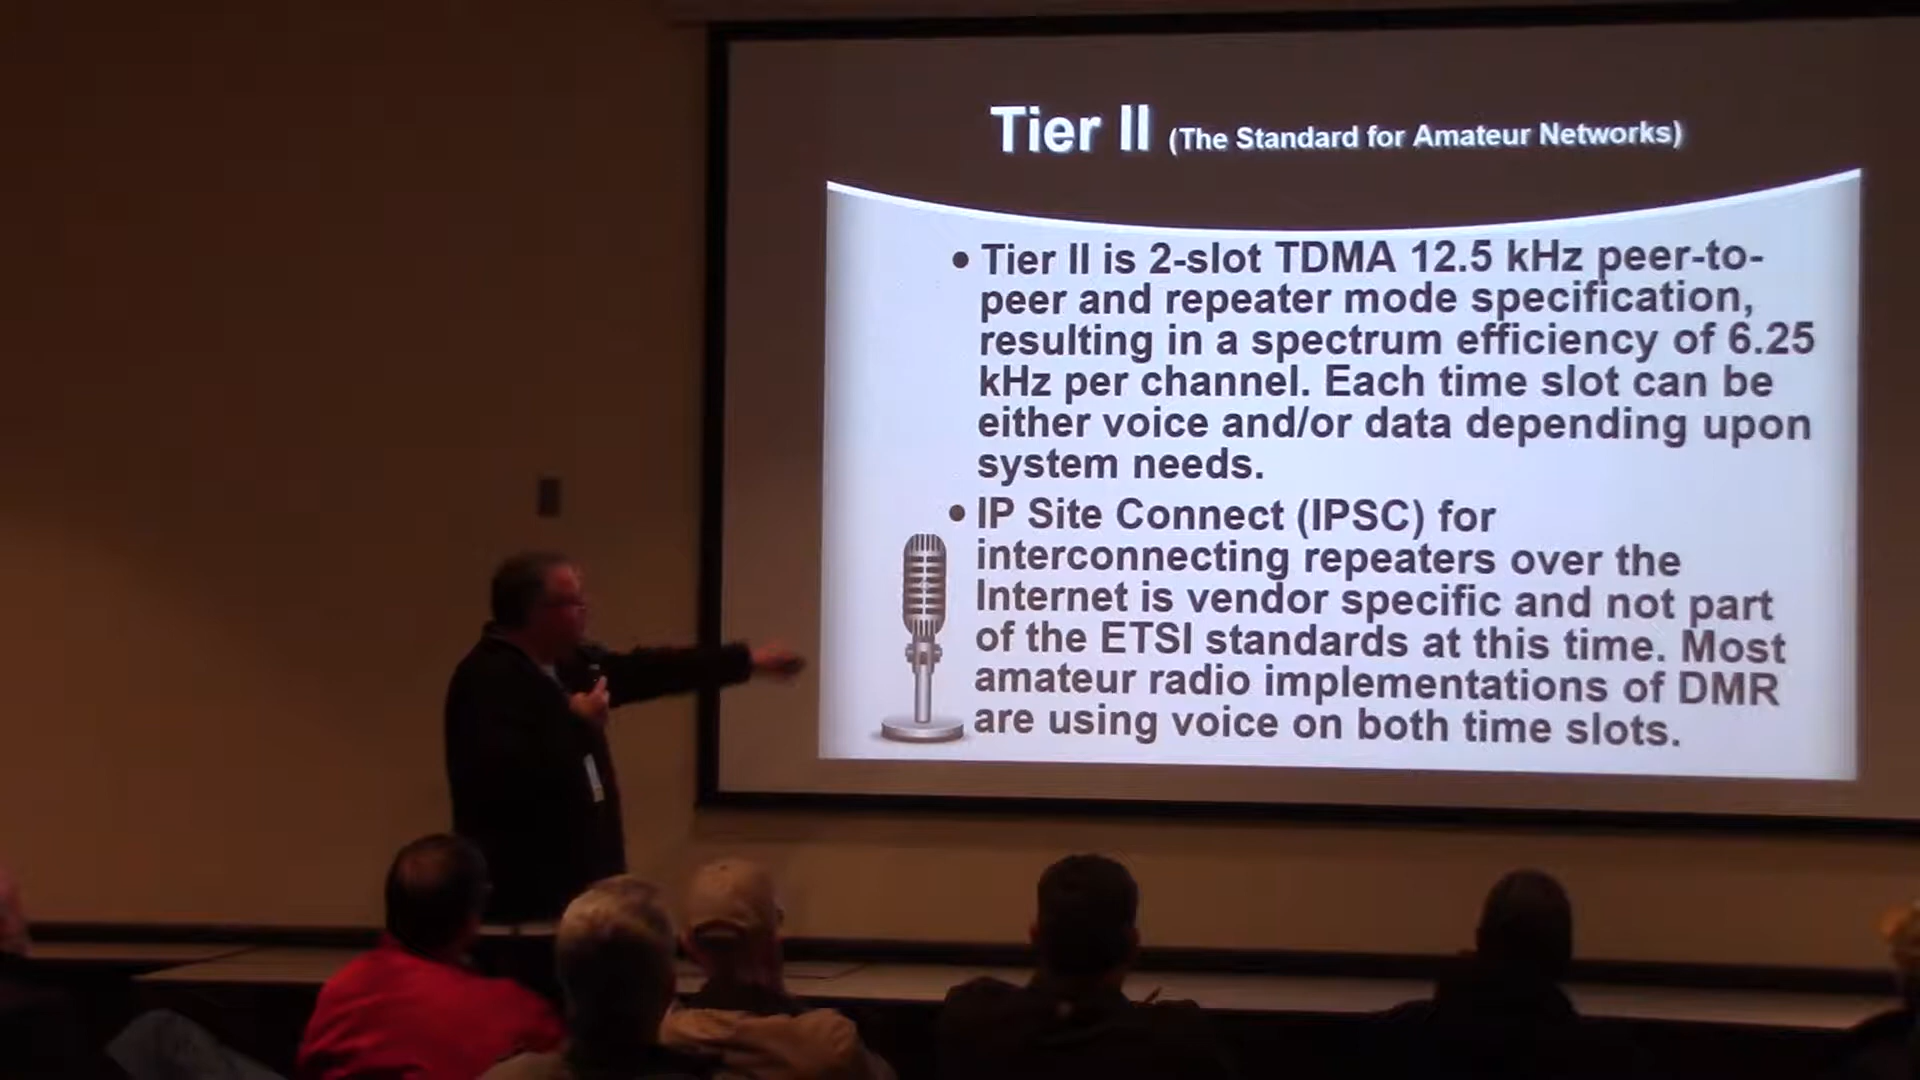 Tier II (The Standard for Amateur Networks)
• Tier II is 2-slot TDMA 12.5 kHz peer-to-
peer and repeater mode specification,
resulting in a spectrum efficiency of 6.25
kHz per channel. Each time slot can be
either voice and/or data depending upon
system needs.
• IP Site Connect (IPSC) for
interconnecting repeaters over the
Internet is vendor specific and not part
of the ETSI standards at this time. Most
amateur radio implementations of DMR
are using voice on both time slots.